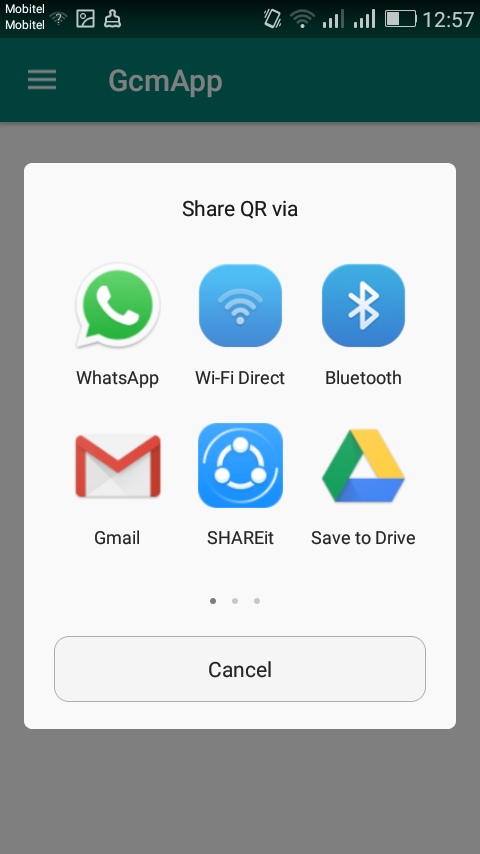 Mobitel
Mobitel
12:57
GcmApp
Share QR via
WhatsApp Wi-Fi Direct Bluetooth
Gmail SHAREit Save to Drive
Cancel